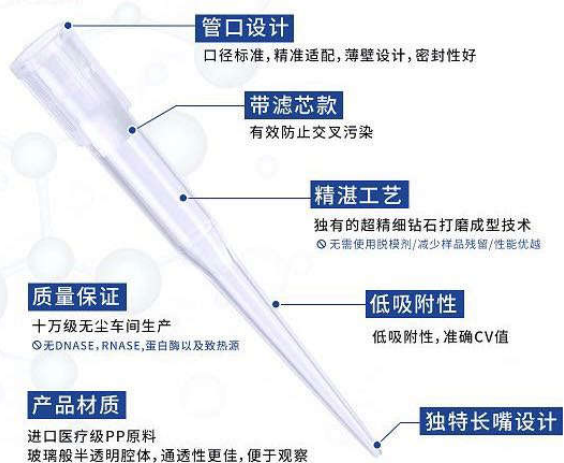 管口设计
口径标准，精准适配，薄壁设计，密封性好
带滤芯款
有效防止交叉污染
精湛工艺
独有的超精细钻石打磨成型技术
无需使用脱模剂/减少样品残留/性能优越
低吸附性
低吸附性，准确CV值
质量保证
十万级无尘车间生产
无DNASE，RNASE,蛋白酶以及致热源
产品材质
进口医疗级PP原料
玻璃般半透明腔体，通透性更佳，便于观察
独特长嘴设计